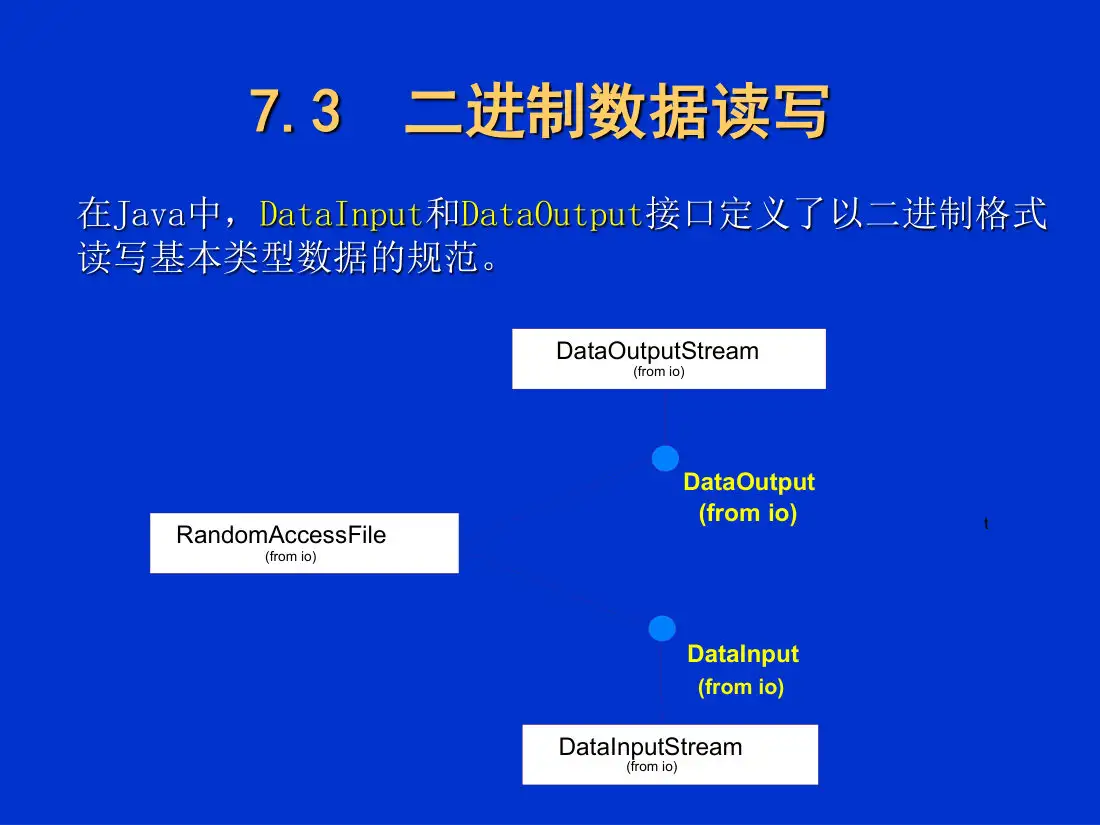 7.3 二进制数据读写
在Java中，DataInput和DataOutput接口定义了以二进制格式
读写基本类型数据的规范。
DataOutputStream
(from io)
DataOutput
(from io)
t
RandomAccessFile
(from io)
DataInput
(from io)
DataInputStream
(from io)